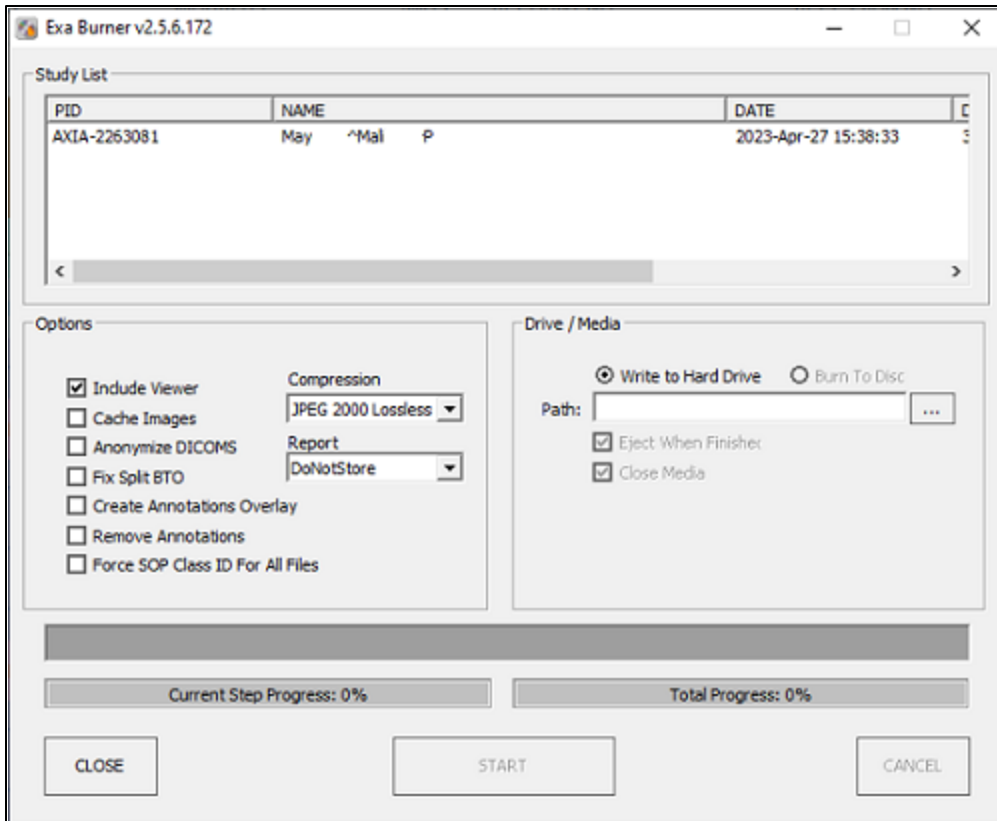 Exa Burner v2.5.6.172
Study List
PID NAME DATE
AXIA-2263081 May ^Mali P 2023-Apr-27 15:38:33
Options
Include Viewer
Cache Images
Anonymize DICOMS
Fix Split BTO
Create Annotations Overlay
Remove Annotations
Force SOP Class ID For All Files
Compression
JPEG 2000 Lossless
Report
DoNotStore
Drive / Media
Write to Hard Drive Burn To Disc
Path: ...
Eject When Finished
Close Media
Current Step Progress: 0% Total Progress: 0%
CLOSE START CANCEL